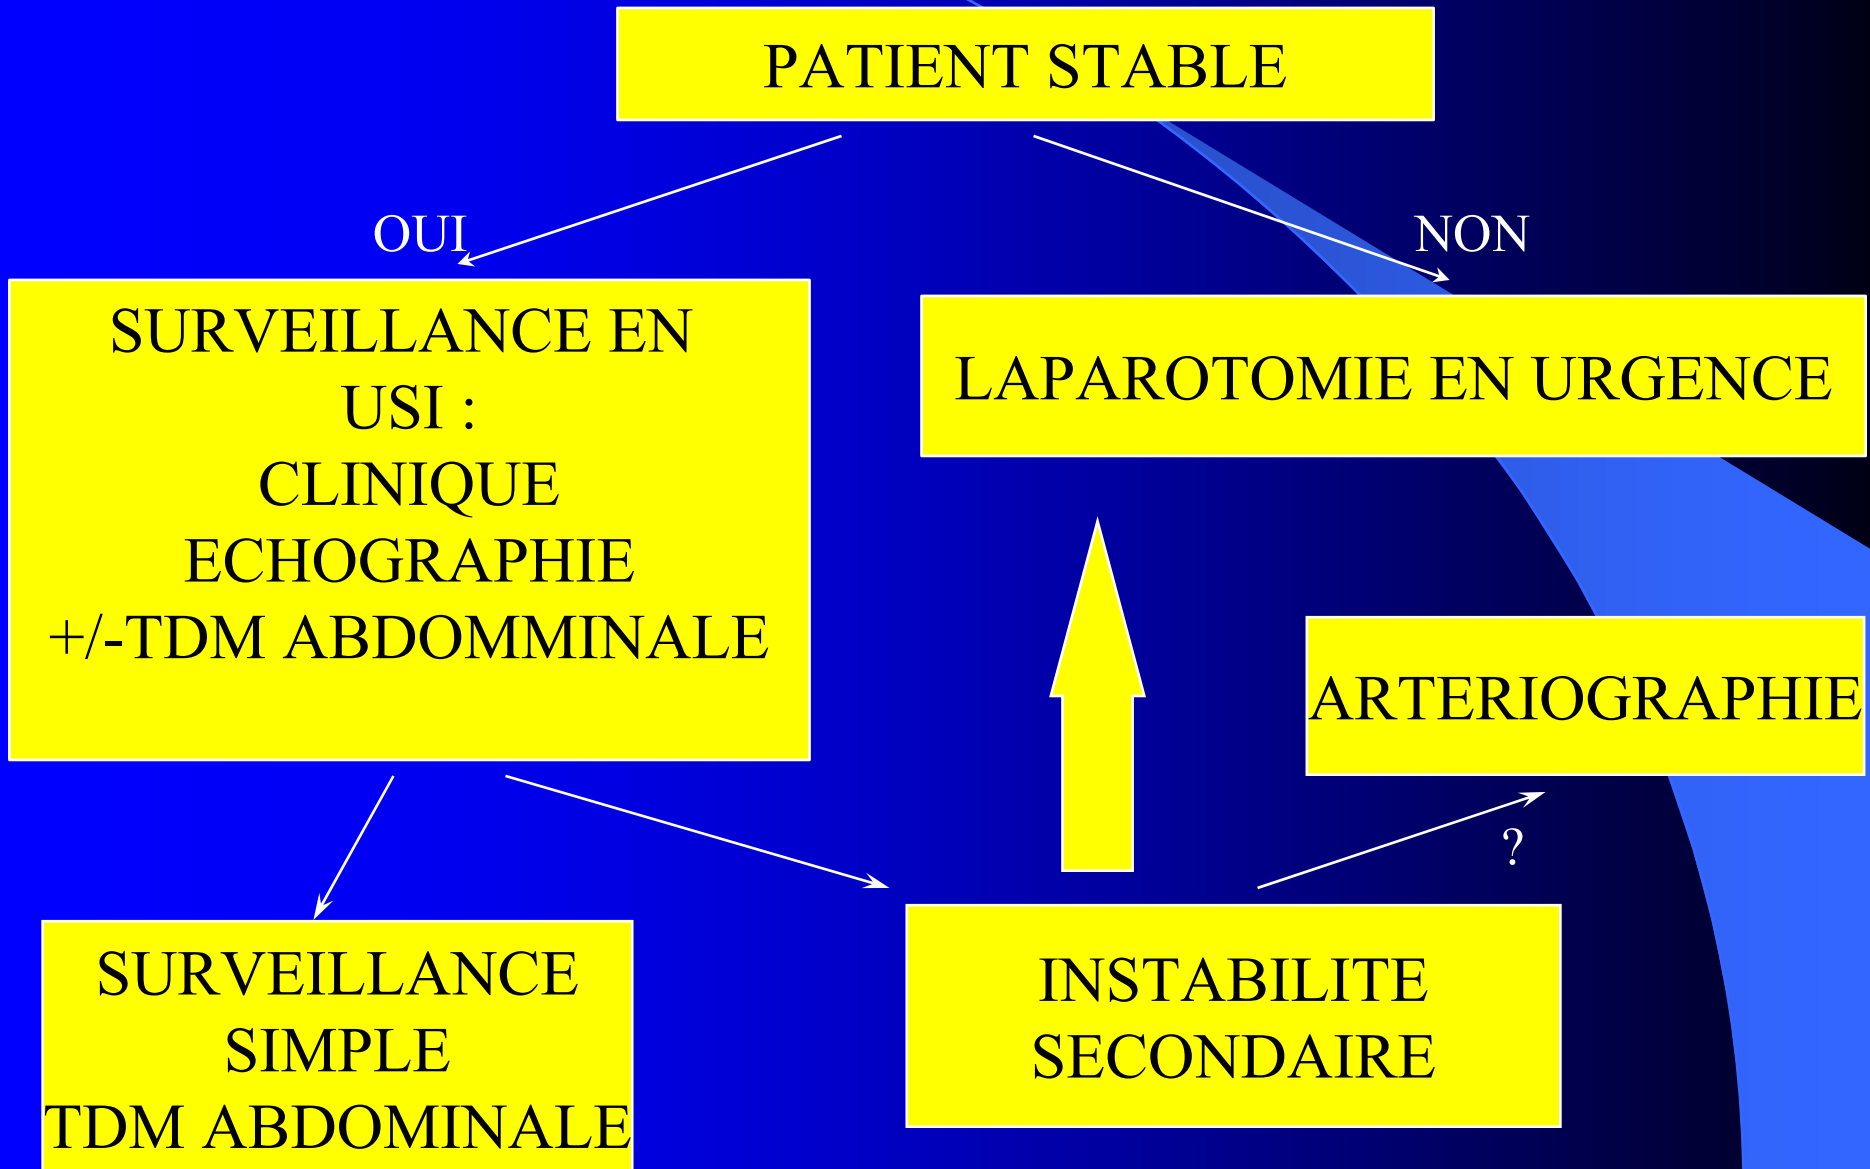 PATIENT STABLE
OUI
NON
SURVEILLANCE EN
USI :
CLINIQUE
ECHOGRAPHIE
+/-TDM ABDOMMINALE
LAPAROTOMIE EN URGENCE
ARTERIOGRAPHIE
?
SURVEILLANCE
SIMPLE
TDM ABDOMINALE
INSTABILITE
SECONDAIRE